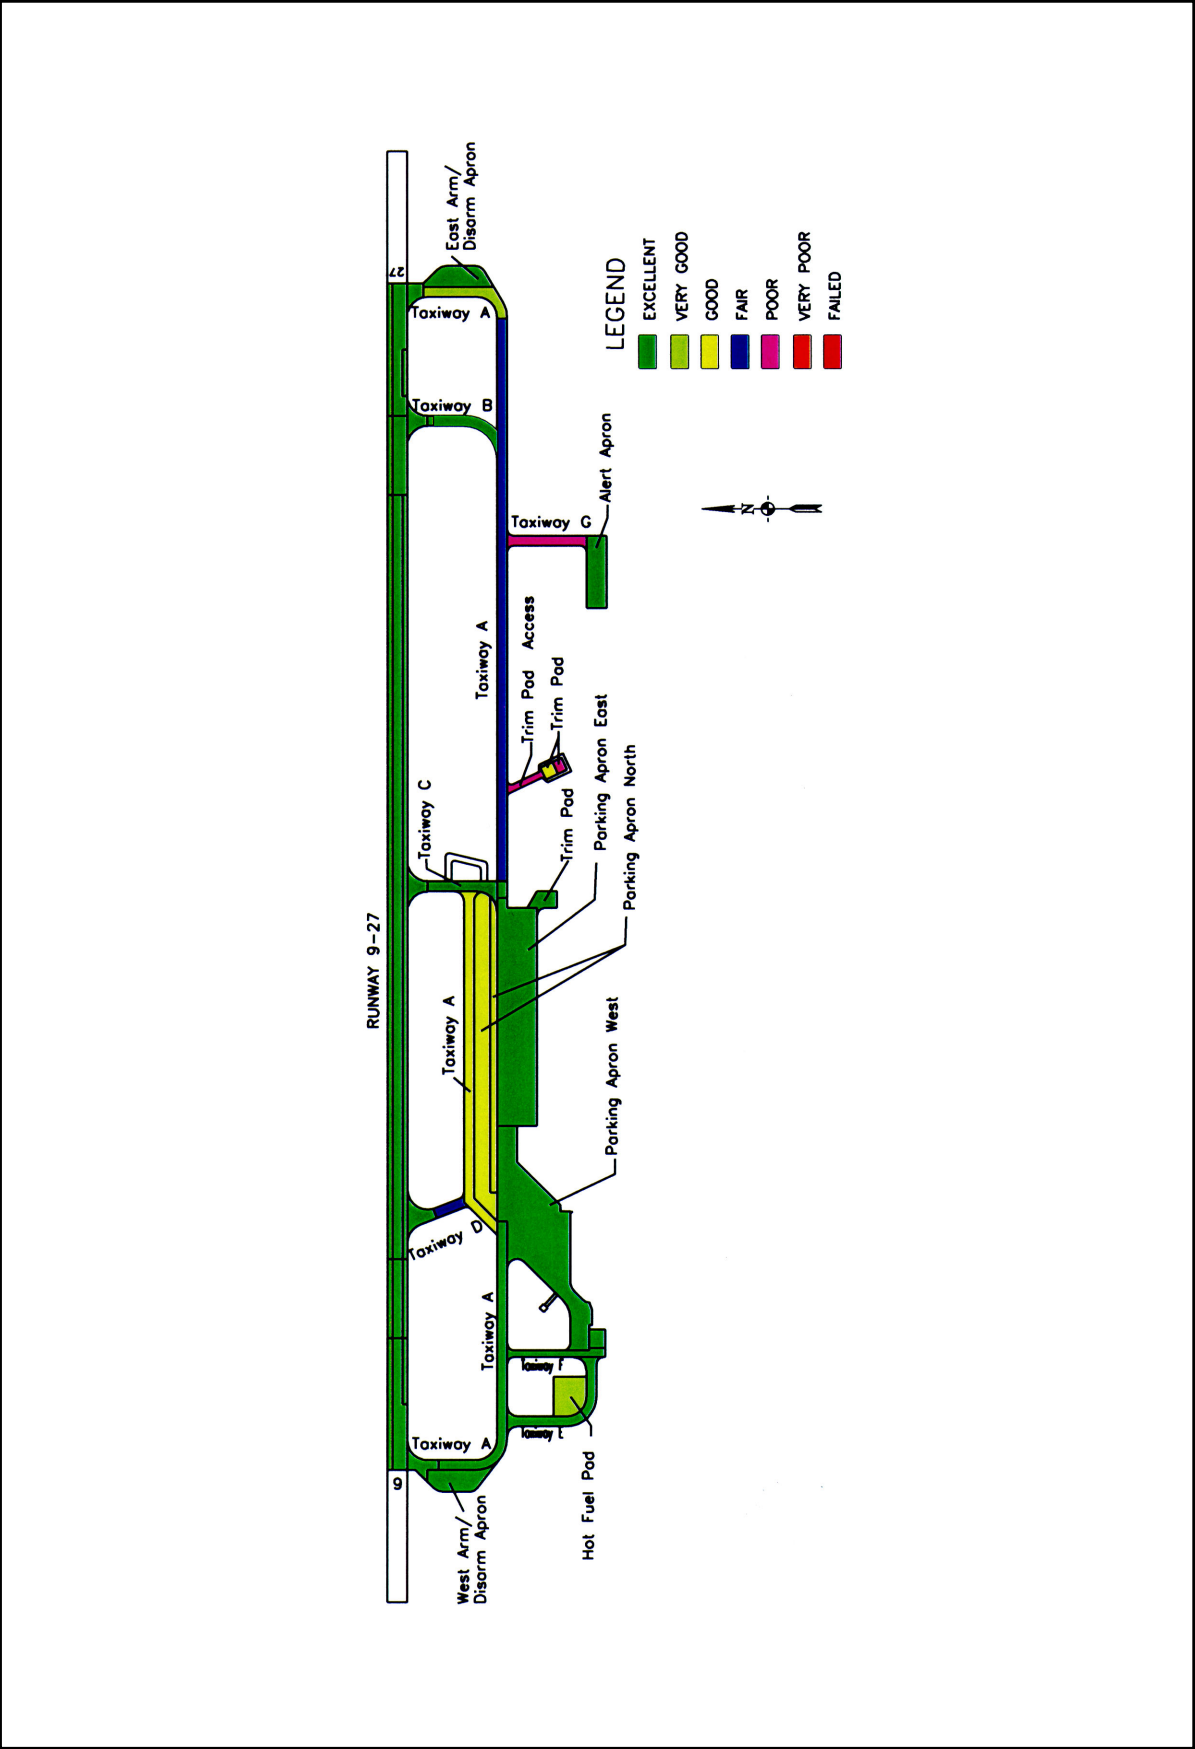 RUNWAY 9-27
27
9
East Arm/
Disarm Apron
Taxiway A
Taxiway B
Taxiway G
Alert Apron
Taxiway A
Trim Pad Access
Trim Pad
Taxiway C
Trim Pad
Parking Apron East
Parking Apron North
Taxiway A
Parking Apron West
Taxiway D
Taxiway A
Taxiway F
Taxiway E
Taxiway A
Hot Fuel Pad
West Arm/
Disarm Apron
N
LEGEND
EXCELLENT
VERY GOOD
GOOD
FAIR
POOR
VERY POOR
FAILED